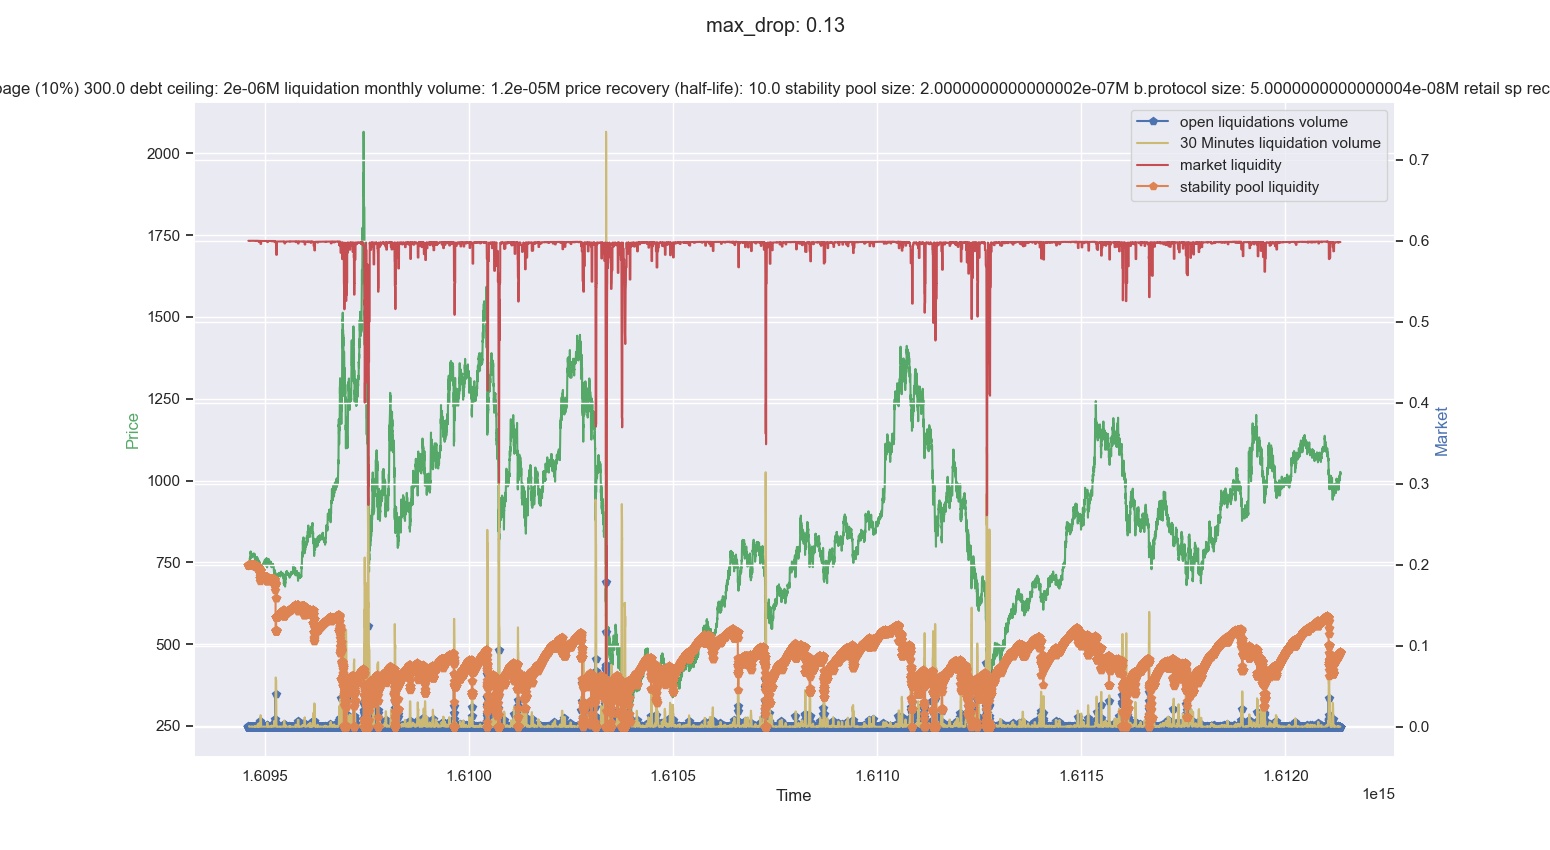 max_drop: 0.13
page (10%) 300.0 debt ceiling: 2e-06M liquidation monthly volume: 1.2e-05M price recovery (half-life): 10.0 stability pool size: 2.0000000000000002e-07M b.protocol size: 5.0000000000000004e-08M retail sp rec
open liquidations volume
30 Minutes liquidation volume
market liquidity
stability pool liquidity
2000
1750
1500
1250
1000
750
500
250
Price
0.7
0.6
0.5
0.4
0.3
0.2
0.1
0.0
Market
1.6095
1.6100
1.6105
1.6110
1.6115
1.6120
1e15
Time